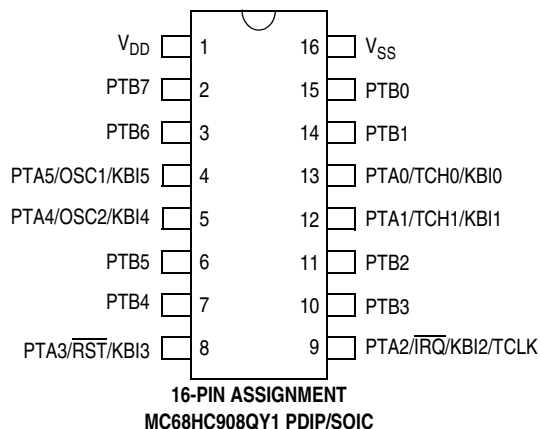 V_DD 1 16 V_SS
PTB7 2 15 PTB0
PTB6 3 14 PTB1
PTA5/OSC1/KBI5 4 13 PTA0/TCH0/KBI0
PTA4/OSC2/KBI4 5 12 PTA1/TCH1/KBI1
PTB5 6 11 PTB2
PTB4 7 10 PTB3
PTA3/R̅S̅T̅/KBI3 8 9 PTA2/I̅R̅Q̅/KBI2/TCLK
16-PIN ASSIGNMENT
MC68HC908QY1 PDIP/SOIC